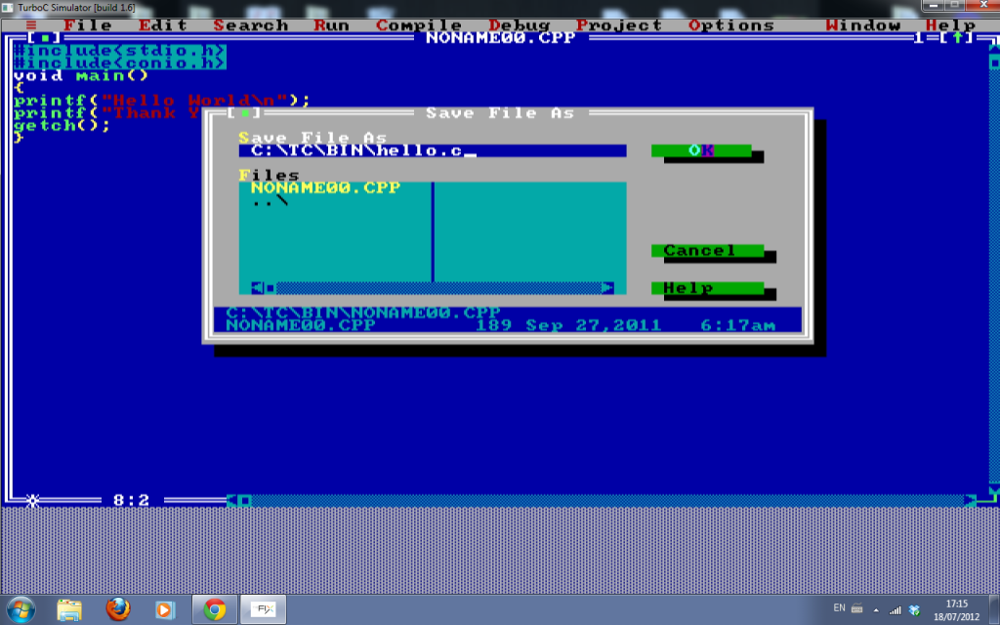 TurboC Simulator [build 1.6]
≡ File Edit Search Run Compile Debug Project Options Window Help
NONAME00.CPP 1=[↑]
#include<stdio.h>
#include<conio.h>
void main()
{
printf("Hello World\n");
printf("Thank Y
getch();
}
Save File As
Save File As
C:\TC\BIN\hello.c_
OK
Files
NONAME00.CPP
..\
Cancel
Help
C:\TC\BIN\NONAME00.CPP
NONAME00.CPP 189 Sep 27,2011 6:17am
8:2
FIX
EN
17:15
18/07/2012